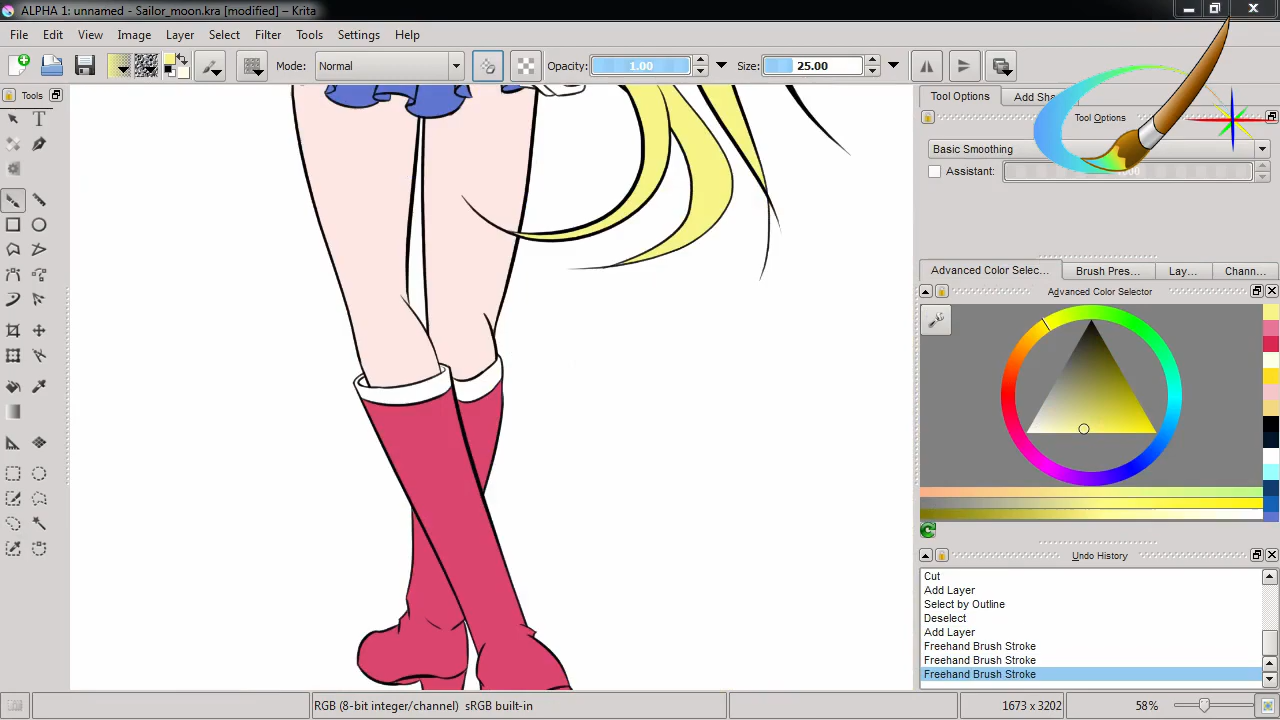 ALPHA 1: unnamed - Sailor_moon.kra [modified] – Krita
File Edit View Image Layer Select Filter Tools Settings Help
Mode: Normal Opacity: 1.00 Size: 25.00
Tools
Tool Options Add Sha
Tool Options
Basic Smoothing
Assistant:
Advanced Color Selec... Brush Pres... Lay... Chann...
Advanced Color Selector
Undo History
Cut
Add Layer
Select by Outline
Deselect
Add Layer
Freehand Brush Stroke
Freehand Brush Stroke
Freehand Brush Stroke
RGB (8-bit integer/channel) sRGB built-in 1673 x 3202 58%